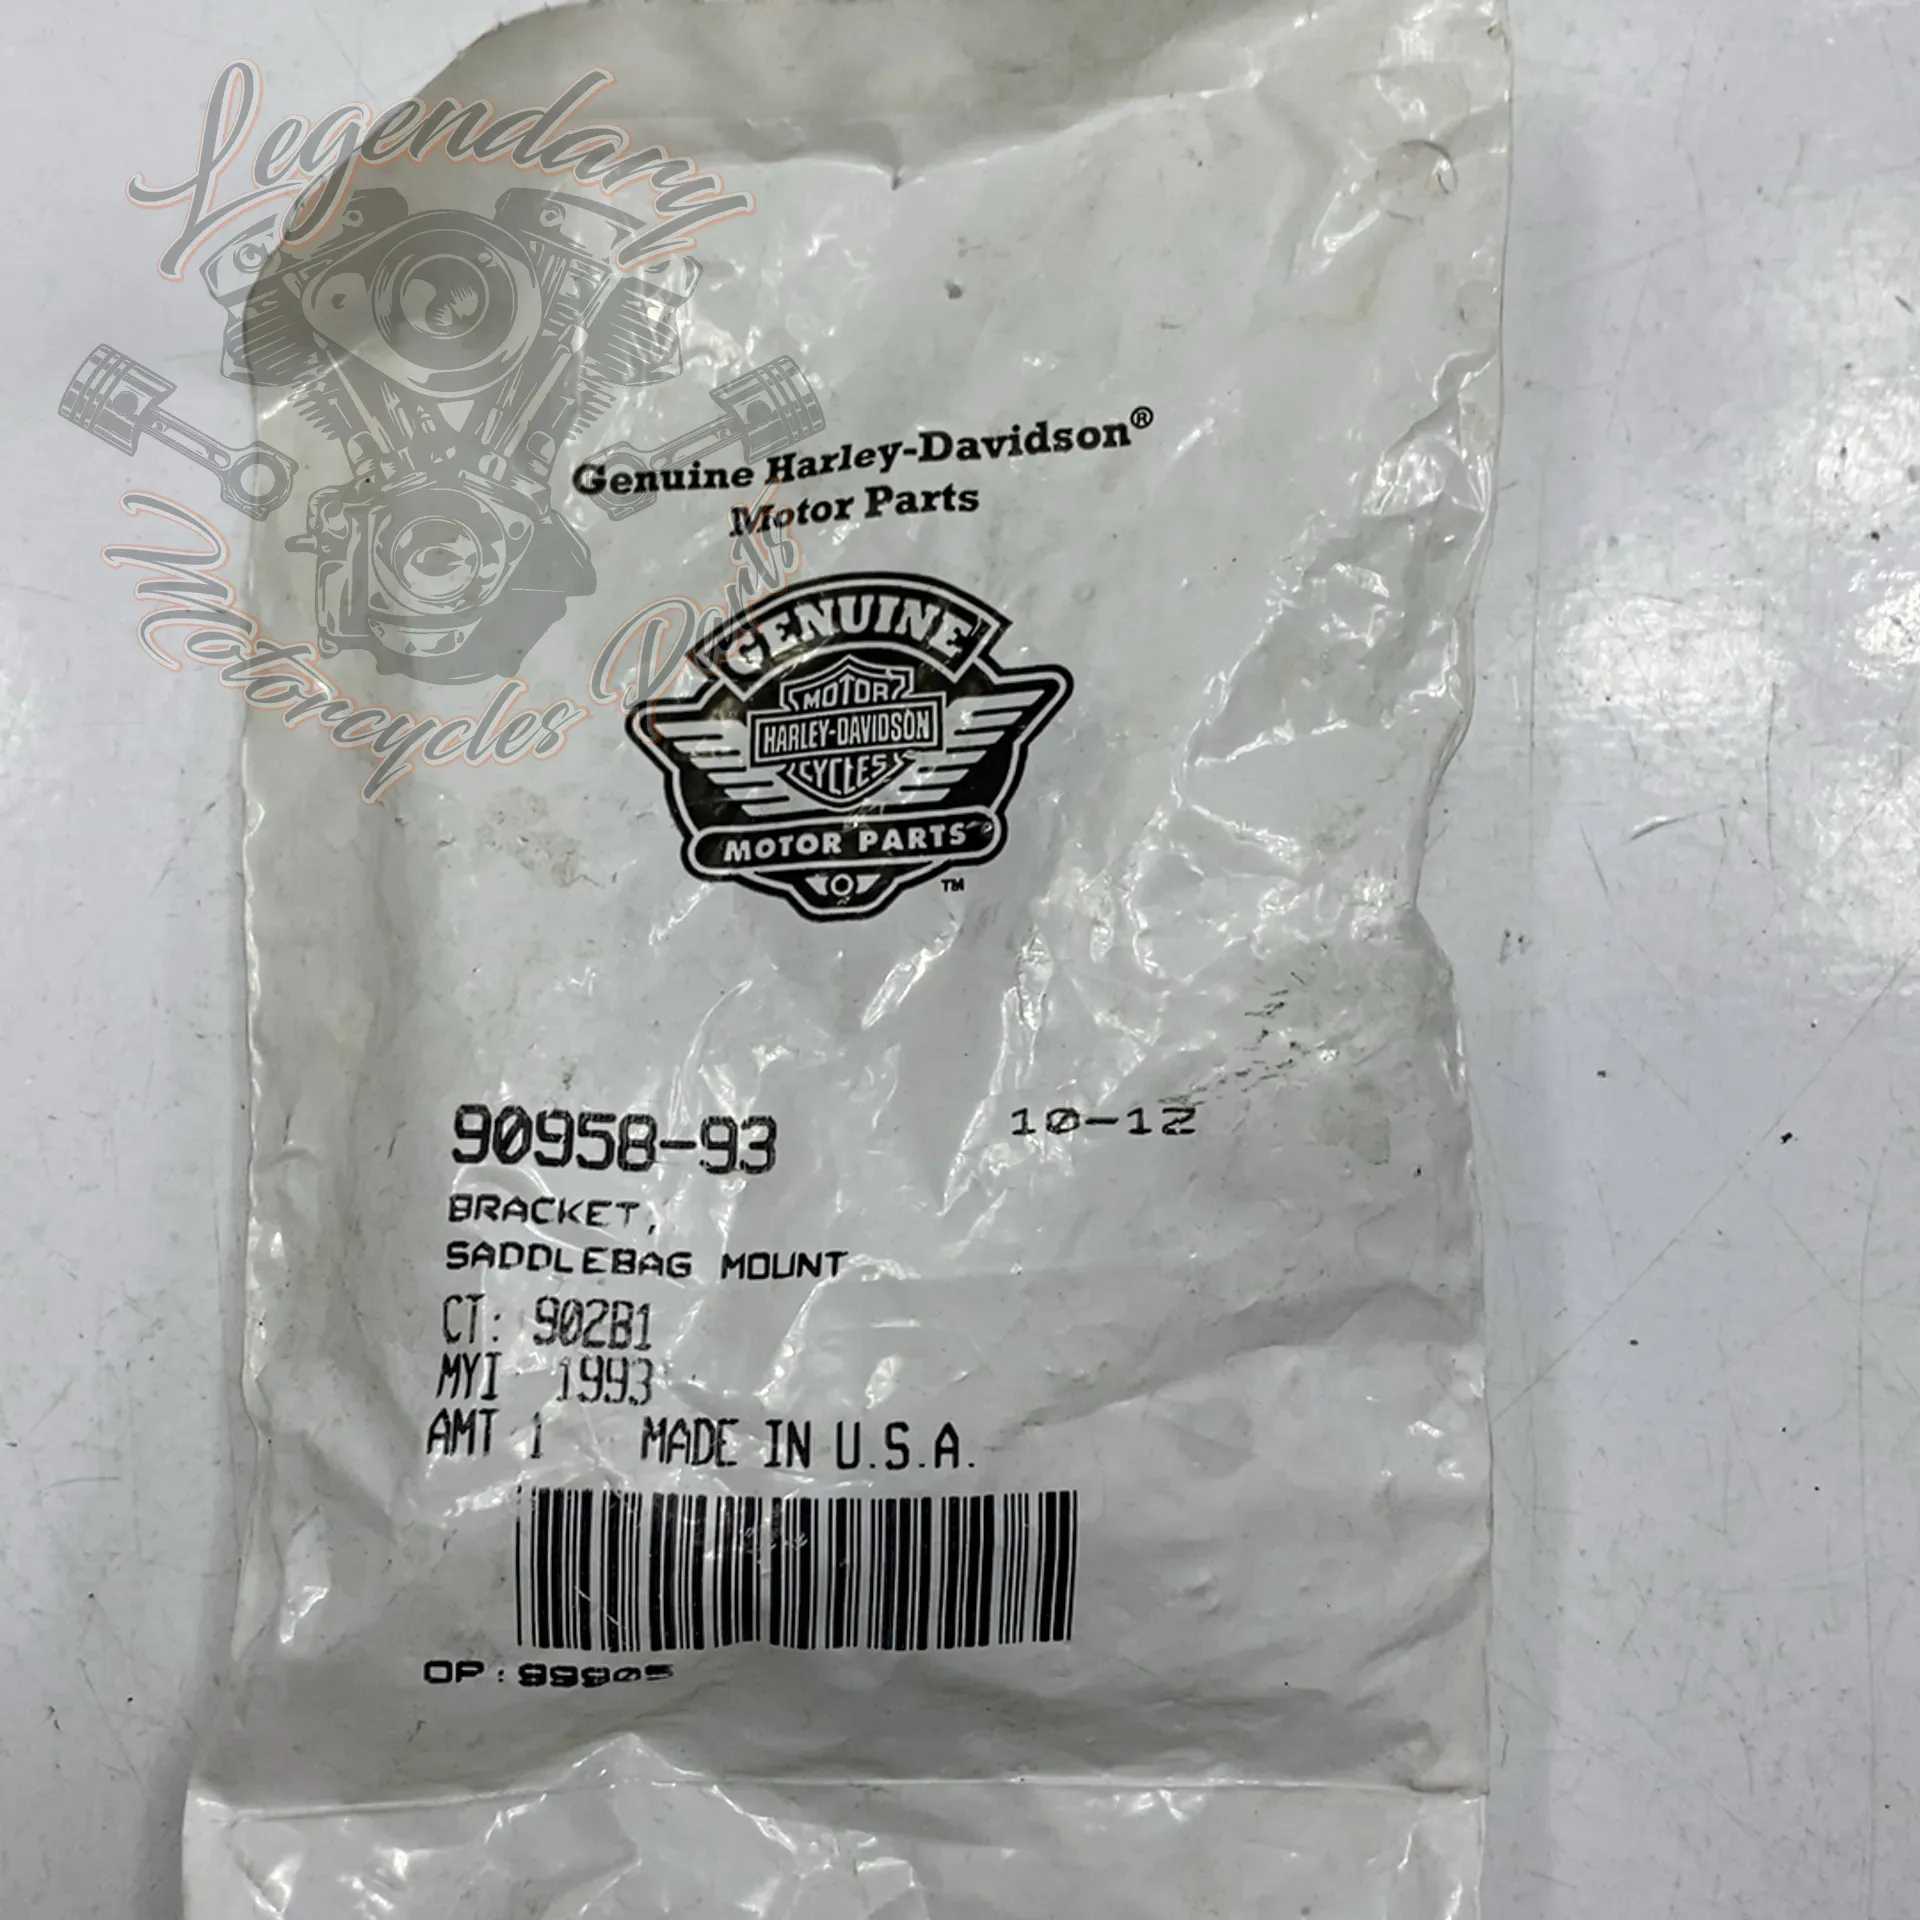 Legendary
Motorcycles Parts
Genuine Harley-Davidson®
Motor Parts
GENUINE
MOTOR
HARLEY-DAVIDSON
CYCLES
MOTOR PARTS
TM
90958-93 10-12
BRACKET,
SADDLEBAG MOUNT
CT: 902B1
MYI 1993
AMT 1 MADE IN U.S.A.
OP: 99905